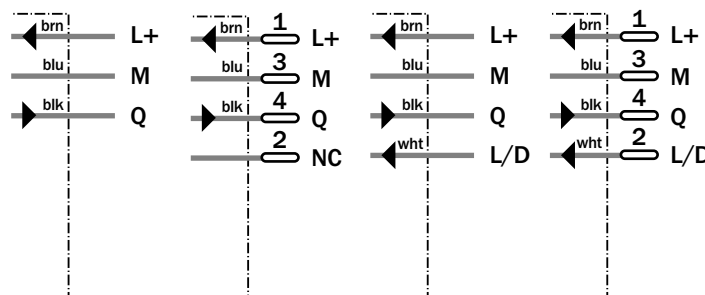 brn L+
blu M
blk Q
brn 1 L+
blu 3 M
blk 4 Q
2 NC
brn L+
blu M
blk Q
wht L/D
brn 1 L+
blu 3 M
blk 4 Q
wht 2 L/D